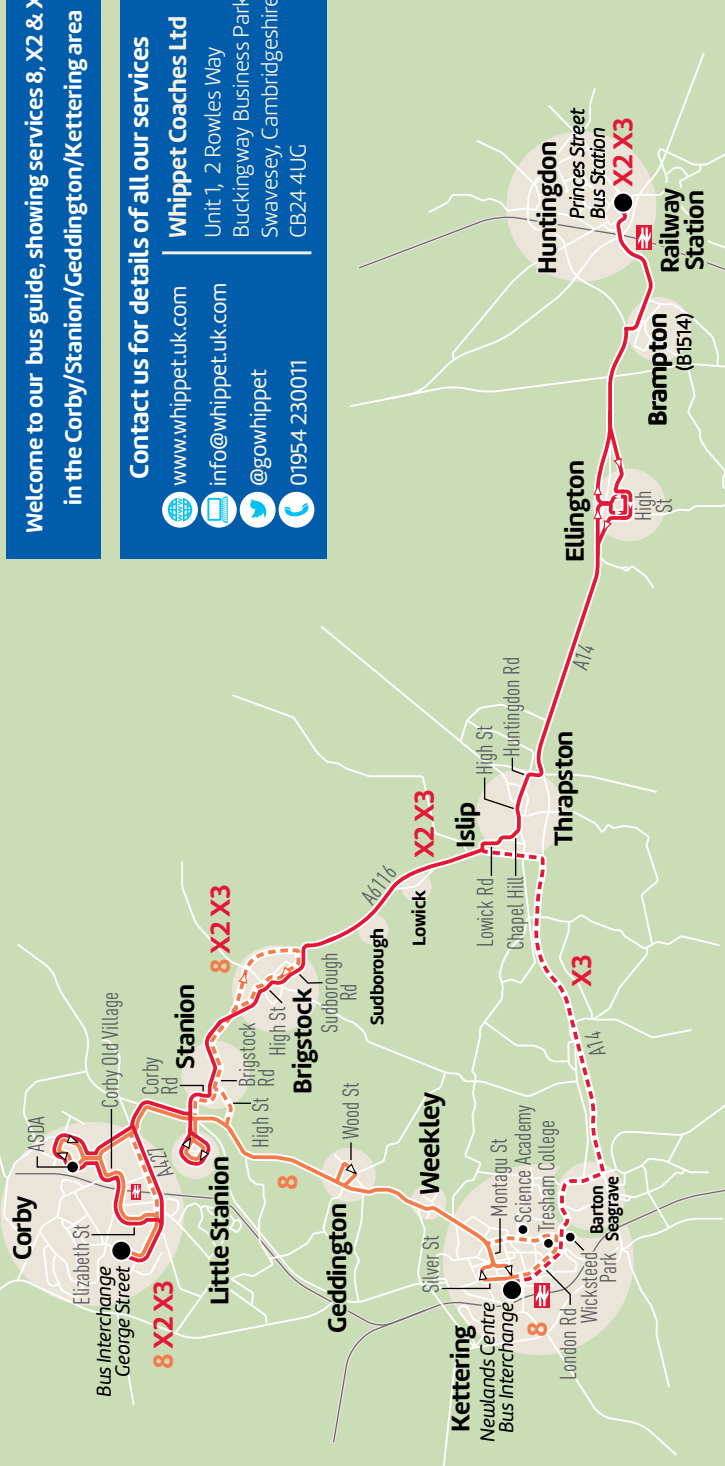 Welcome to our bus guide, showing services 8, X2 & X
in the Corby/Stanion/Geddington/Kettering area
Contact us for details of all our services
www.whippet.uk.com
info@whippet.uk.com
@gowhippet
01954 230011
Whippet Coaches Ltd
Unit 1, 2 Rowles Way
Buckingway Business Park
Swavesey, Cambridgeshire
CB24 4UG
Corby
ASDA
Corby Old Village
Elizabeth St
Bus Interchange
George Street
8 X2 X3
A427
Corby
Rd
Stanion
Little Stanion
Brigstock
Rd
High St
8 X2 X3
Brigstock
High St
Sudborough
Rd
Sudborough
A6116
Lowick
X2 X3
Islip
Lowick Rd
Chapel Hill
High St
Huntingdon Rd
Thrapston
A14
Ellington
High
St
Brampton
(B1514)
Huntingdon
Princes Street
Bus Station
X2 X3
Railway
Station
8
Geddington
Wood St
Weekley
Kettering
Newlands Centre
Bus Interchange
8
Silver St
Montagu St
Science Academy
Tresham College
London Rd
Wicksteed
Park
Barton
Seagrave
A14
X3